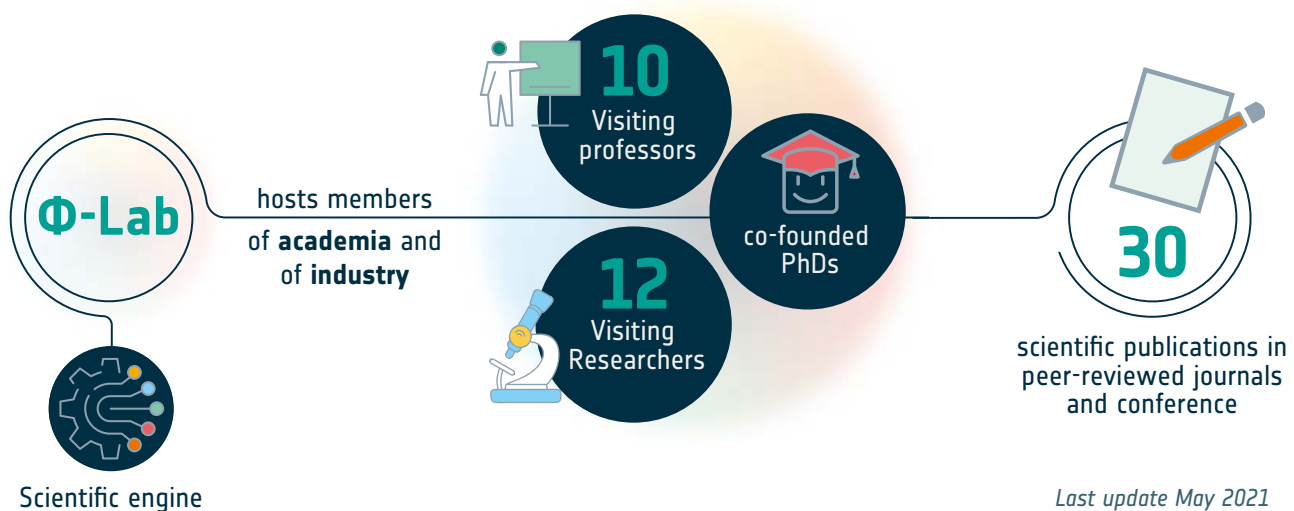 Φ-Lab
Scientific engine
hosts members
of academia and
of industry
10
Visiting
professors
12
Visiting
Researchers
co-founded
PhDs
30
scientific publications in
peer-reviewed journals
and conference
Last update May 2021